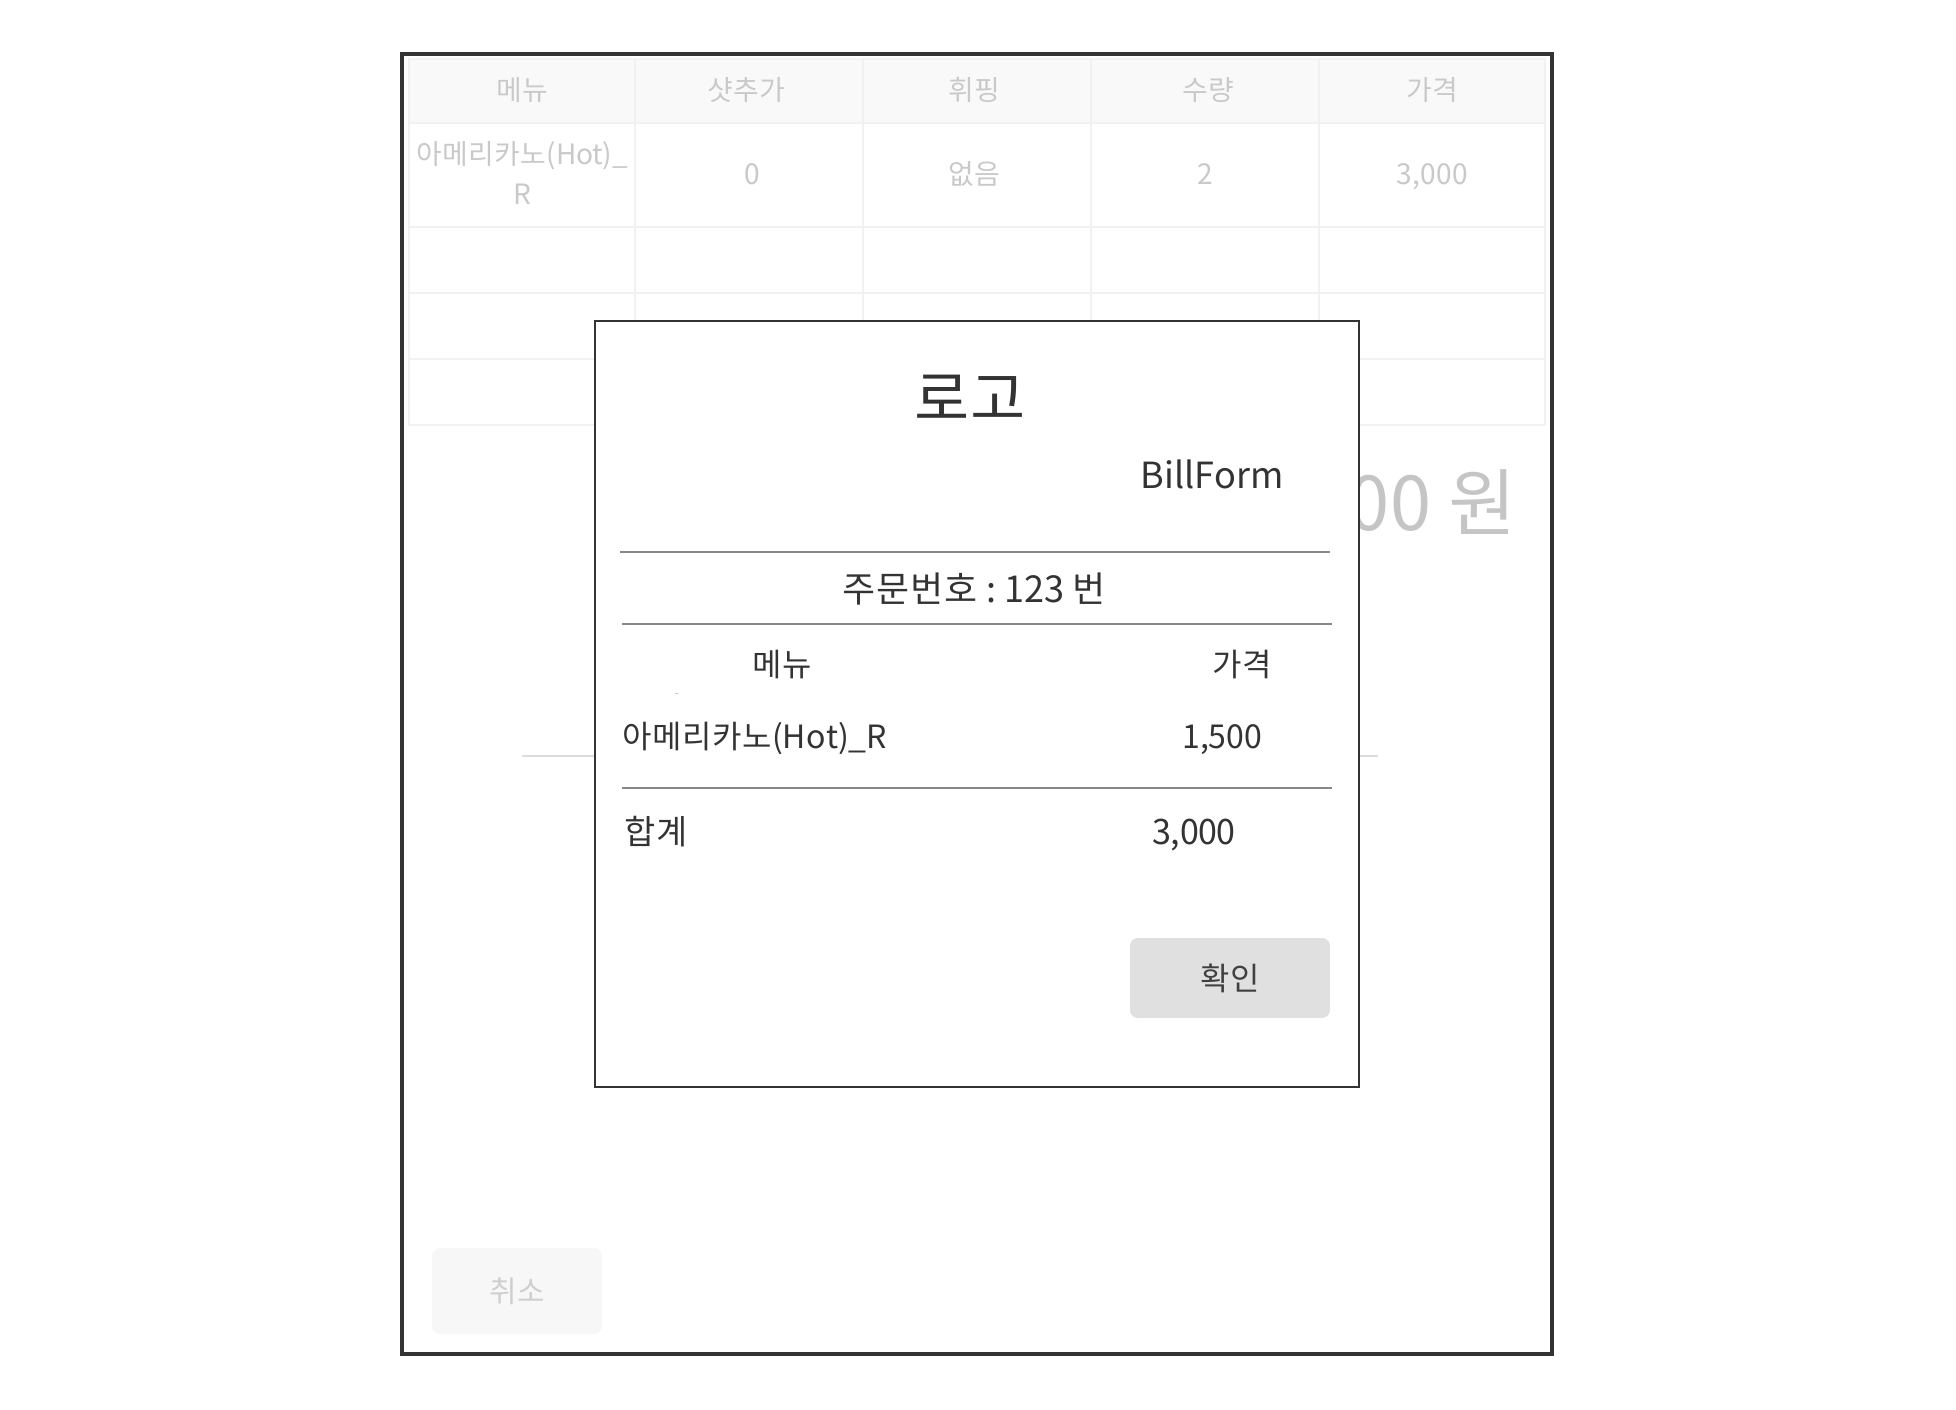 메뉴 샷추가 휘핑 수량 가격
아메리카노(Hot)_
R 0 없음 2 3,000
로고
BillForm
00 원
주문번호 : 123 번
메뉴 가격
아메리카노(Hot)_R 1,500
합계 3,000
확인
취소